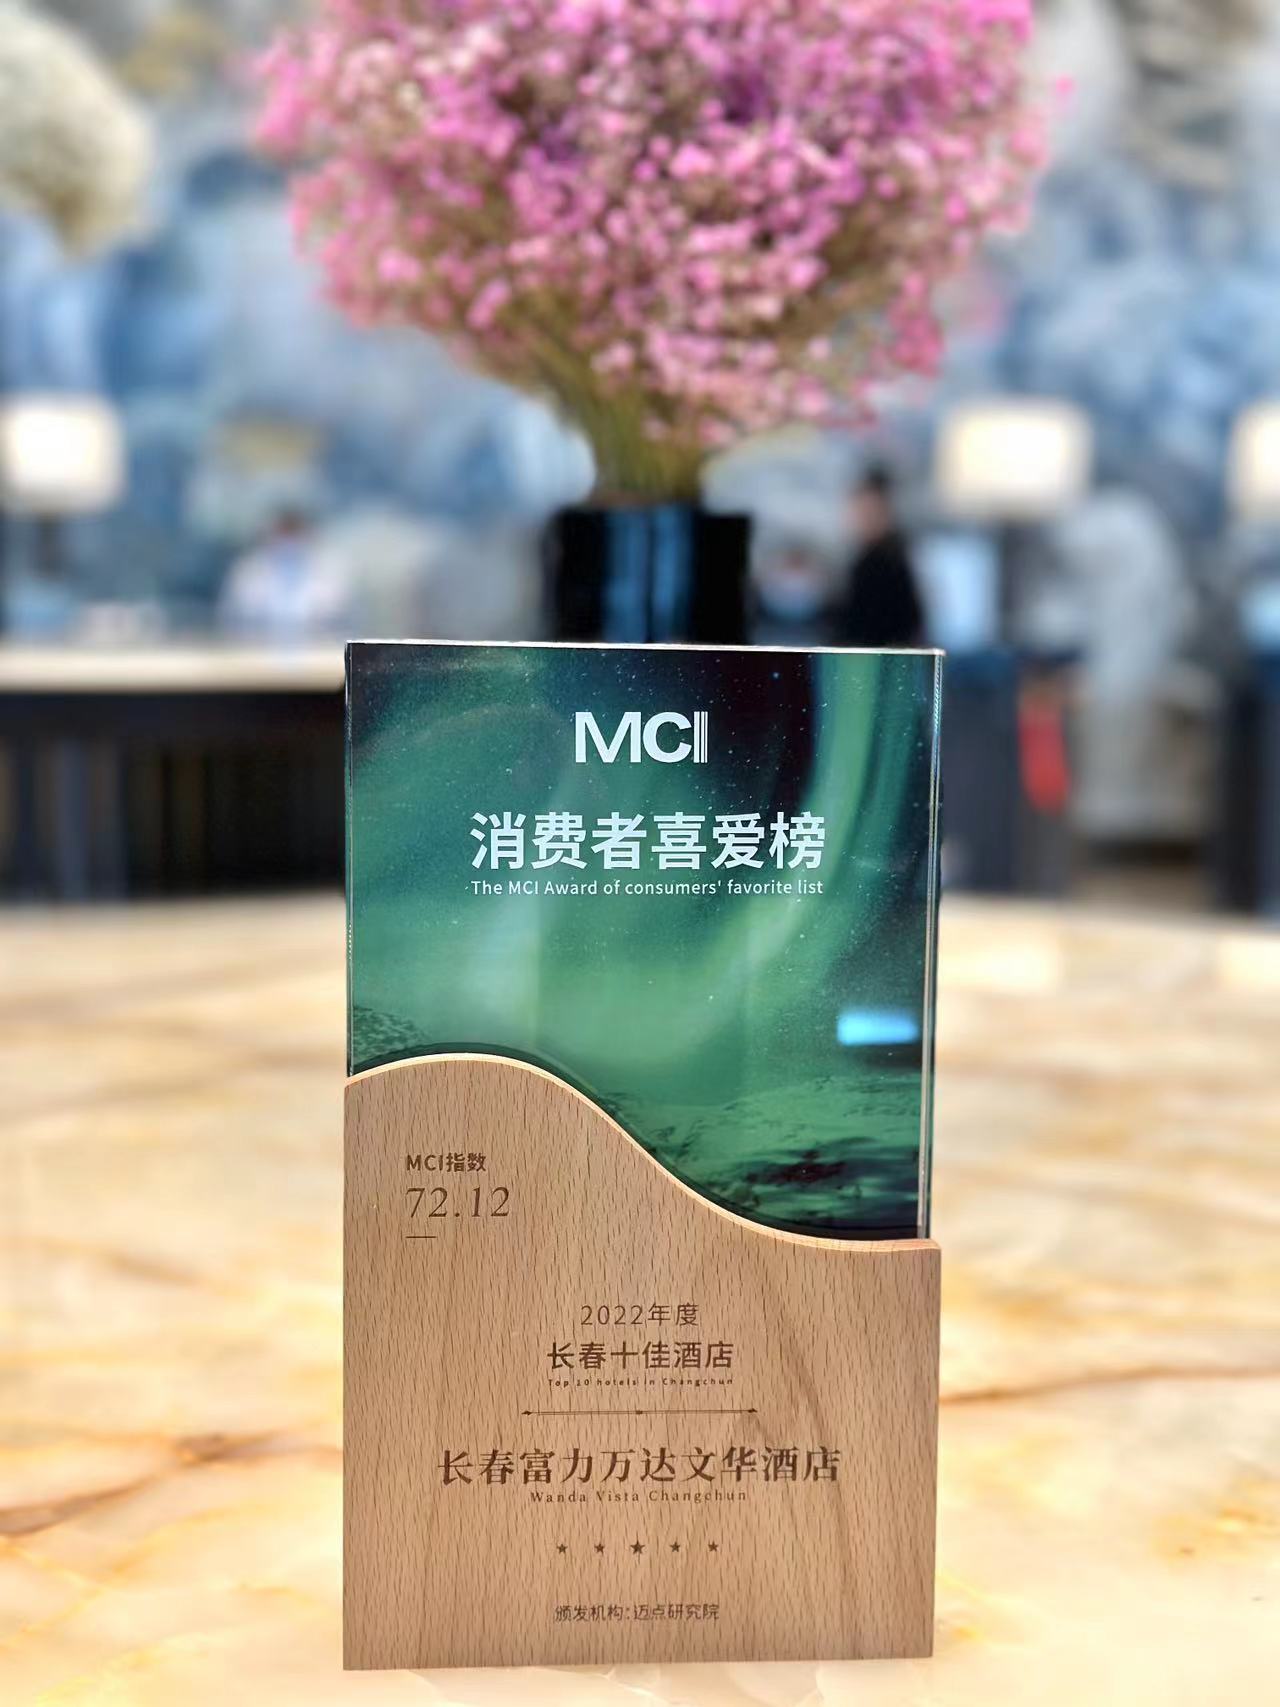 MCI
消费者喜爱榜
The MCI Award of consumers' favorite list
MCI指数
72.12
2022年度
长春十佳酒店
Top 10 hotels in Changchun
长春富力万达文华酒店
Wanda Vista Changchun
颁发机构:迈点研究院